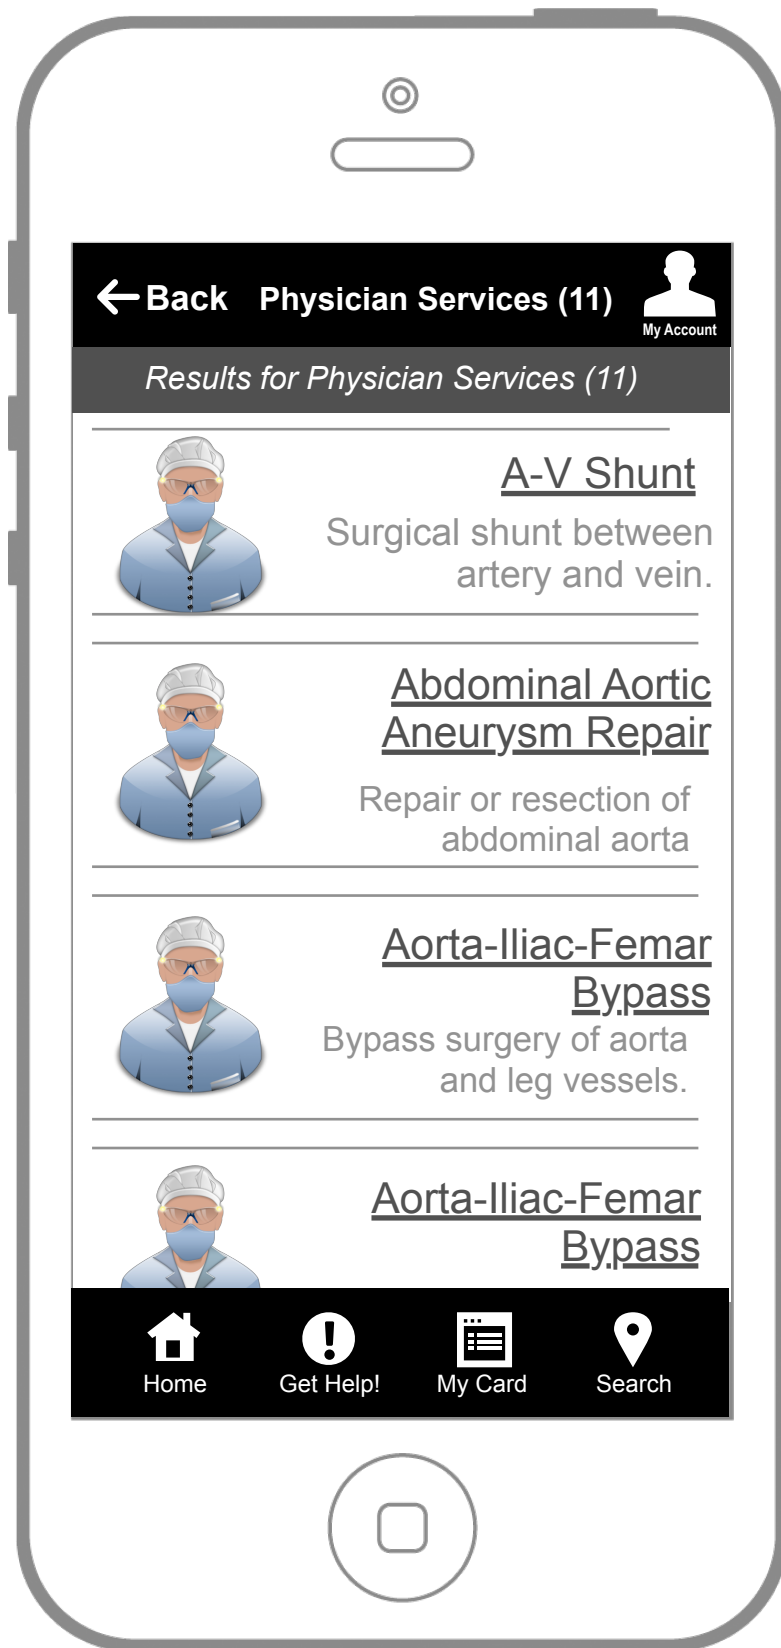 Back Physician Services (11)
My Account
Results for Physician Services (11)
A-V Shunt
Surgical shunt between
artery and vein.
Abdominal Aortic
Aneurysm Repair
Repair or resection of
abdominal aorta
Aorta-Iliac-Femar
Bypass
Bypass surgery of aorta
and leg vessels.
Aorta-Iliac-Femar
Bypass
Home Get Help! My Card Search